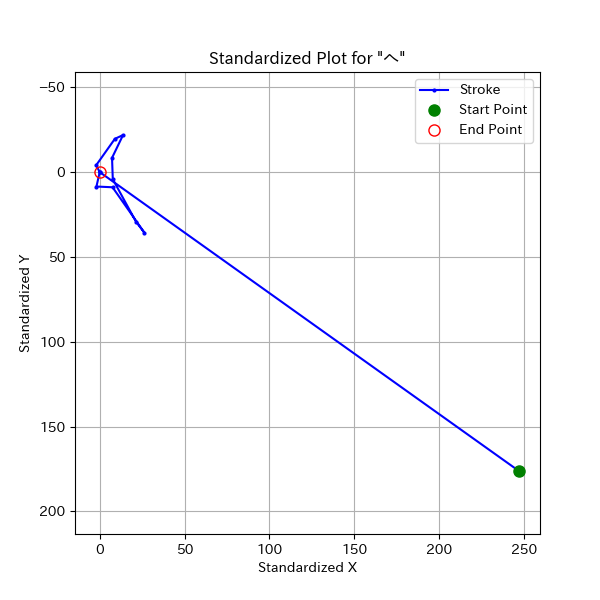 Standardized Plot for "へ"
Stroke
Start Point
End Point
−50
0
50
100
150
200
Standardized Y
0 50 100 150 200 250
Standardized X